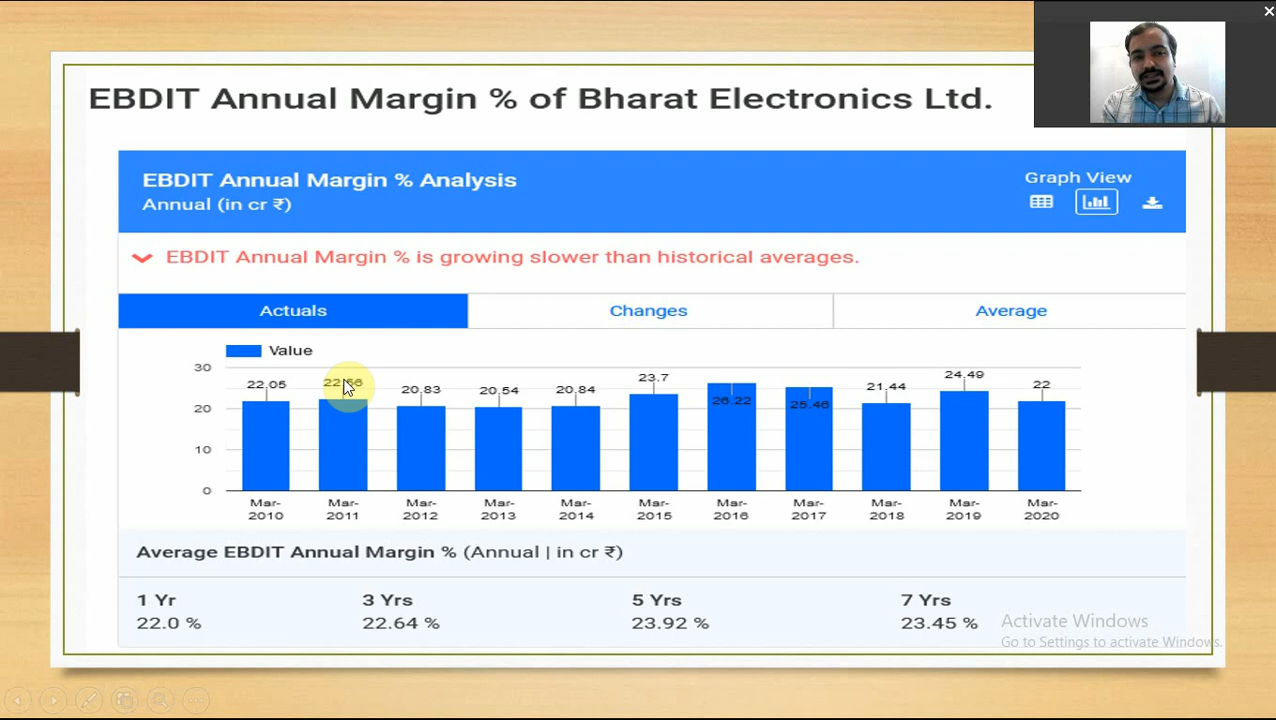 EBDIT Annual Margin % of Bharat Electronics Ltd.
EBDIT Annual Margin % Analysis
Annual (in cr ₹)
Graph View
EBDIT Annual Margin % is growing slower than historical averages.
Actuals Changes Average
Value
30
20
10
0
22.05 22.66 20.83 20.54 20.84 23.7 26.22 25.46 21.44 24.49 22
Mar- Mar- Mar- Mar- Mar- Mar- Mar- Mar- Mar- Mar- Mar-
2010 2011 2012 2013 2014 2015 2016 2017 2018 2019 2020
Average EBDIT Annual Margin % (Annual | in cr ₹)
1 Yr 3 Yrs 5 Yrs 7 Yrs
22.0 % 22.64 % 23.92 % 23.45 %
Activate Windows
Go to Settings to activate Windows.